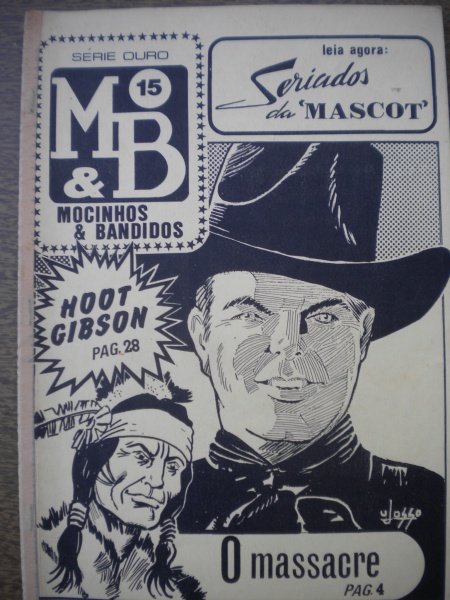 SÉRIE OURO
15
M
& B
MOCINHOS
& BANDIDOS
leia agora:
Seriados
da 'MASCOT'
HOOT
GIBSON
PAG. 28
O massacre
PAG. 4